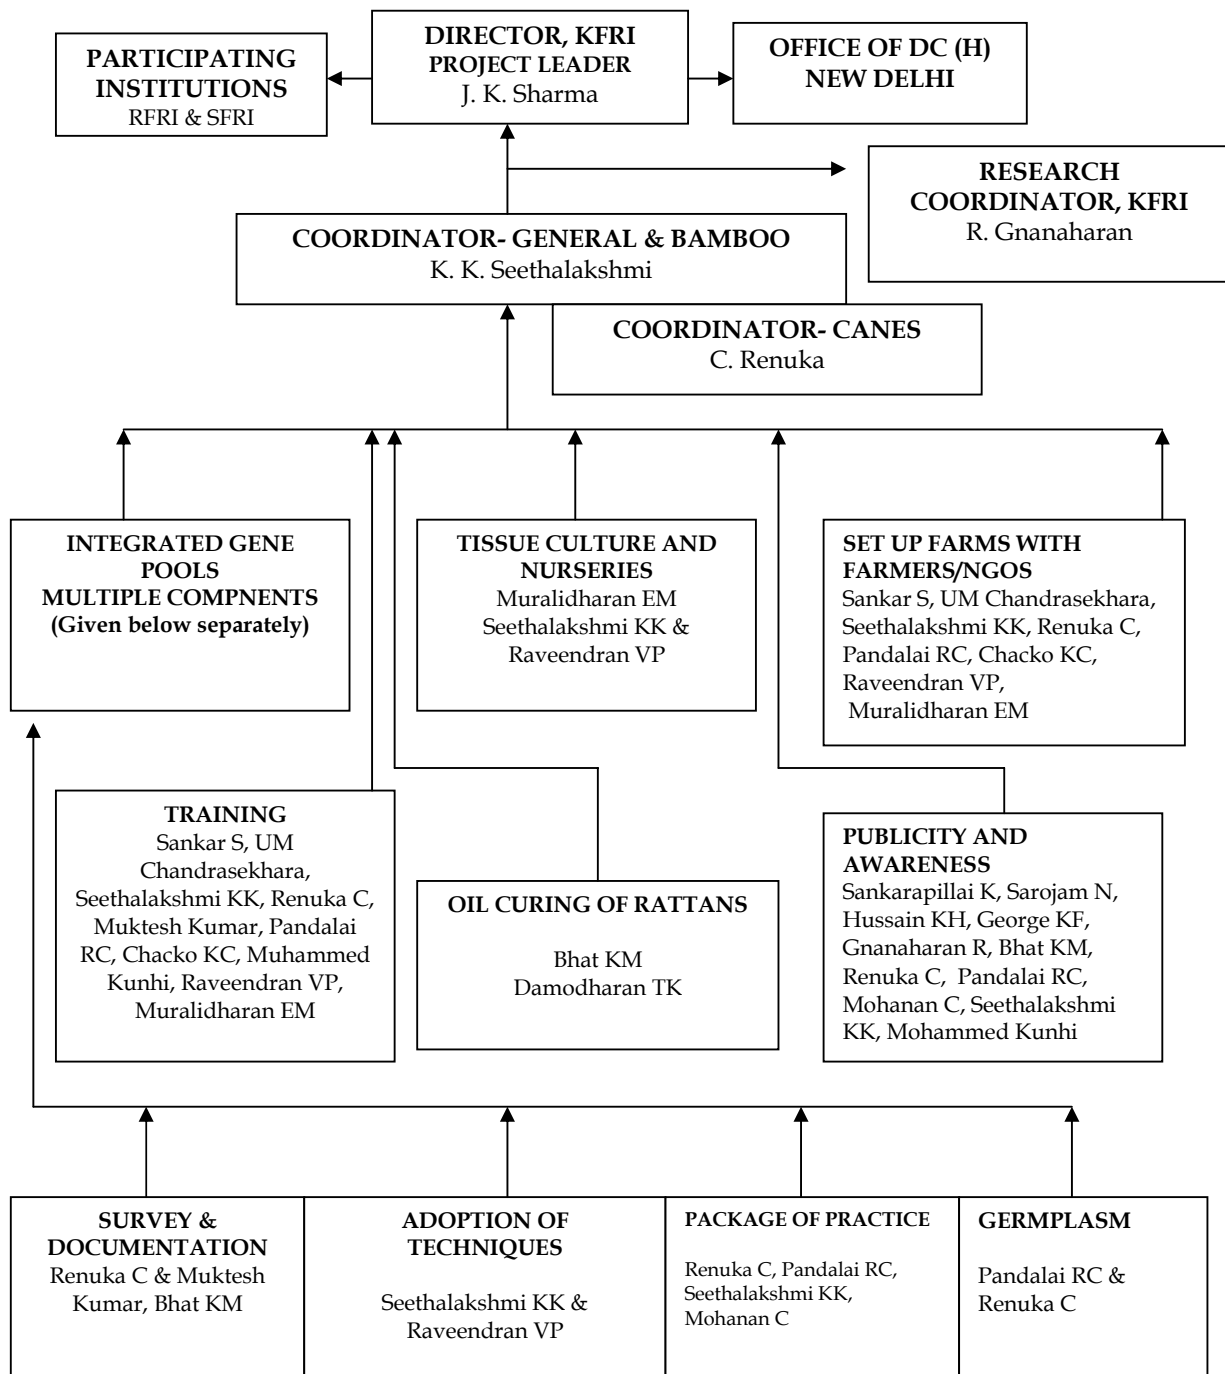 PARTICIPATING
INSTITUTIONS
RFRI & SFRI
DIRECTOR, KFRI
PROJECT LEADER
J. K. Sharma
OFFICE OF DC (H)
NEW DELHI
RESEARCH
COORDINATOR, KFRI
R. Gnanaharan
COORDINATOR- GENERAL & BAMBOO
K. K. Seethalakshmi
COORDINATOR- CANES
C. Renuka
INTEGRATED GENE
POOLS
MULTIPLE COMPNENTS
(Given below separately)
TISSUE CULTURE AND
NURSERIES
Muralidharan EM
Seethalakshmi KK &
Raveendran VP
SET UP FARMS WITH
FARMERS/NGOS
Sankar S, UM Chandrasekhara,
Seethalakshmi KK, Renuka C,
Pandalai RC, Chacko KC,
Raveendran VP,
Muralidharan EM
TRAINING
Sankar S, UM
Chandrasekhara,
Seethalakshmi KK, Renuka C,
Muktesh Kumar, Pandalai
RC, Chacko KC, Muhammed
Kunhi, Raveendran VP,
Muralidharan EM
OIL CURING OF RATTANS
Bhat KM
Damodharan TK
PUBLICITY AND
AWARENESS
Sankarapillai K, Sarojam N,
Hussain KH, George KF,
Gnanaharan R, Bhat KM,
Renuka C, Pandalai RC,
Mohanan C, Seethalakshmi
KK, Mohammed Kunhi
SURVEY &
DOCUMENTATION
Renuka C & Muktesh
Kumar, Bhat KM
ADOPTION OF
TECHNIQUES
Seethalakshmi KK &
Raveendran VP
PACKAGE OF PRACTICE
Renuka C, Pandalai RC,
Seethalakshmi KK,
Mohanan C
GERMPLASM
Pandalai RC &
Renuka C